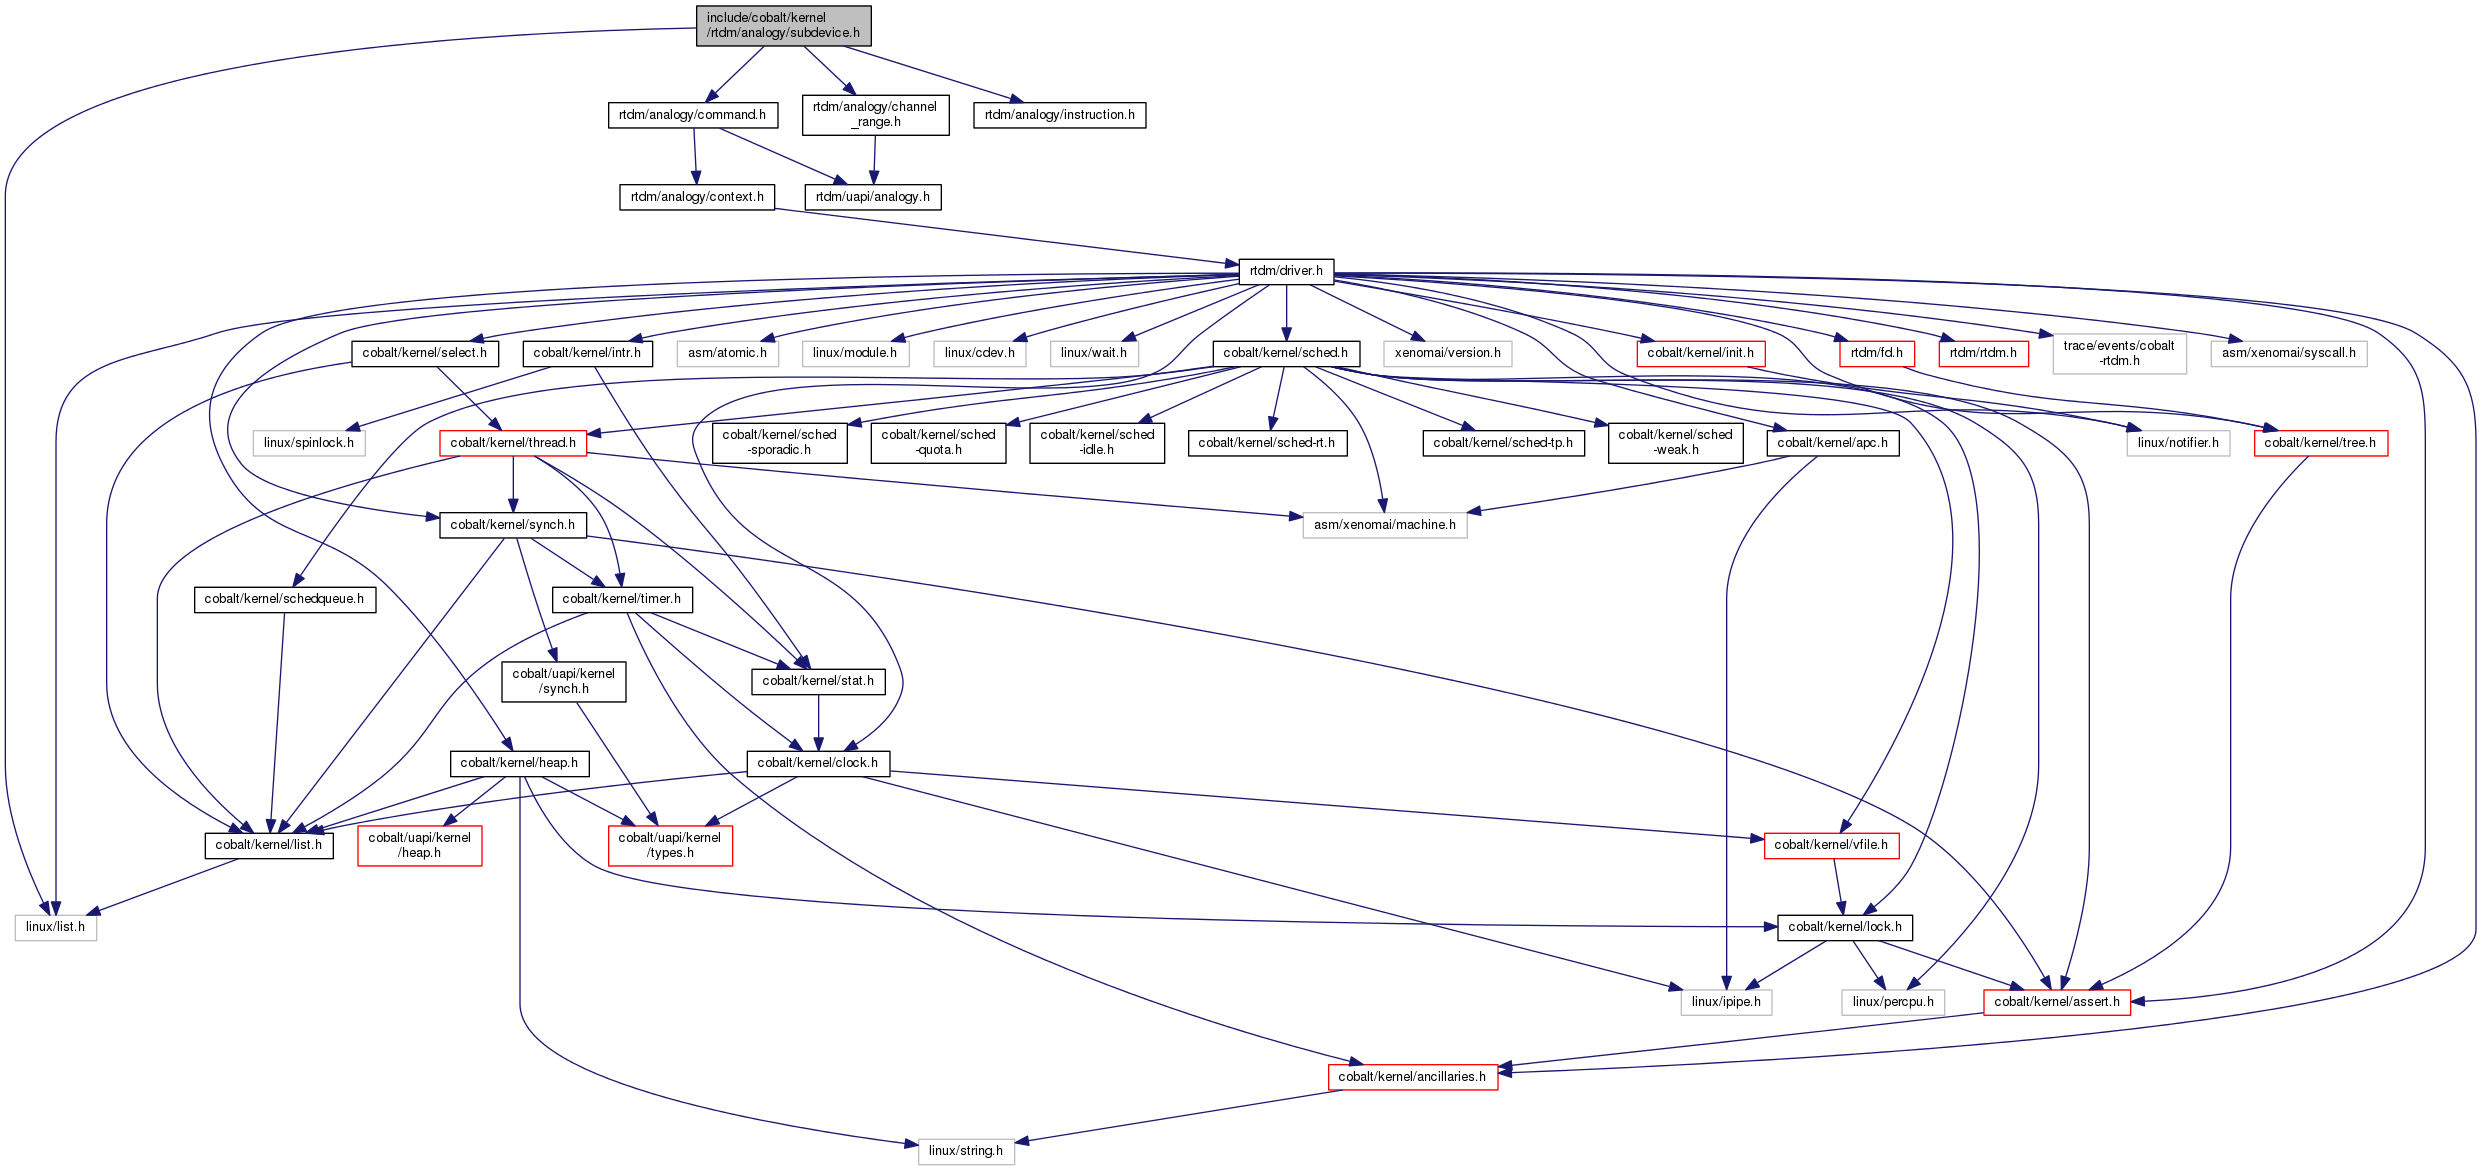 include/cobalt/kernel
/rtdm/analogy/subdevice.h
rtdm/analogy/command.h
rtdm/analogy/channel
_range.h
rtdm/analogy/instruction.h
rtdm/analogy/context.h
rtdm/uapi/analogy.h
rtdm/driver.h
cobalt/kernel/select.h
cobalt/kernel/intr.h
asm/atomic.h
linux/module.h
linux/cdev.h
linux/wait.h
cobalt/kernel/sched.h
xenomai/version.h
cobalt/kernel/init.h
rtdm/fd.h
rtdm/rtdm.h
trace/events/cobalt
-rtdm.h
asm/xenomai/syscall.h
linux/spinlock.h
cobalt/kernel/thread.h
cobalt/kernel/sched
-sporadic.h
cobalt/kernel/sched
-quota.h
cobalt/kernel/sched
-idle.h
cobalt/kernel/sched-rt.h
cobalt/kernel/sched-tp.h
cobalt/kernel/sched
-weak.h
cobalt/kernel/apc.h
linux/notifier.h
cobalt/kernel/tree.h
cobalt/kernel/synch.h
asm/xenomai/machine.h
cobalt/kernel/schedqueue.h
cobalt/kernel/timer.h
cobalt/uapi/kernel
/synch.h
cobalt/kernel/stat.h
cobalt/kernel/heap.h
cobalt/kernel/clock.h
cobalt/kernel/list.h
cobalt/uapi/kernel
/heap.h
cobalt/uapi/kernel
/types.h
cobalt/kernel/vfile.h
linux/list.h
cobalt/kernel/lock.h
linux/ipipe.h
linux/percpu.h
cobalt/kernel/assert.h
cobalt/kernel/ancillaries.h
linux/string.h